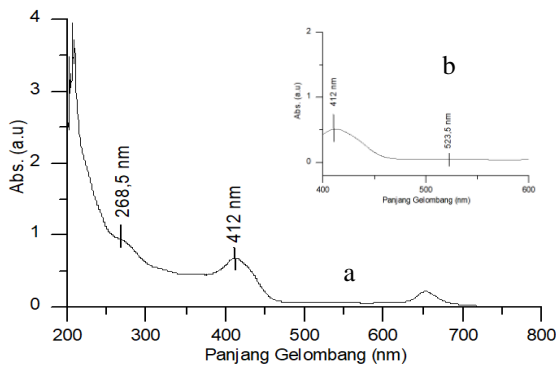 4
3
2
1
0
Abs. (a.u)
268,5 nm
412 nm
a
200 300 400 500 600 700 800
Panjang Gelombang (nm)
b
2
1
0
Abs. (a.u)
412 nm
523,5 nm
400 500 600
Panjang Gelombang (nm)